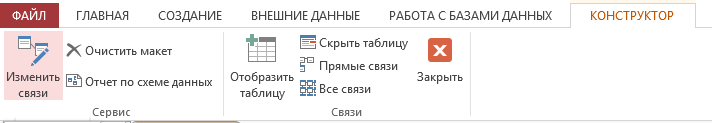 ФАЙЛ ГЛАВНАЯ СОЗДАНИЕ ВНЕШНИЕ ДАННЫЕ РАБОТА С БАЗАМИ ДАННЫХ КОНСТРУКТОР
Изменить связи
Очистить макет
Отчет по схеме данных
Сервис
Отобразить таблицу
Скрыть таблицу
Прямые связи
Все связи
Закрыть
Связи